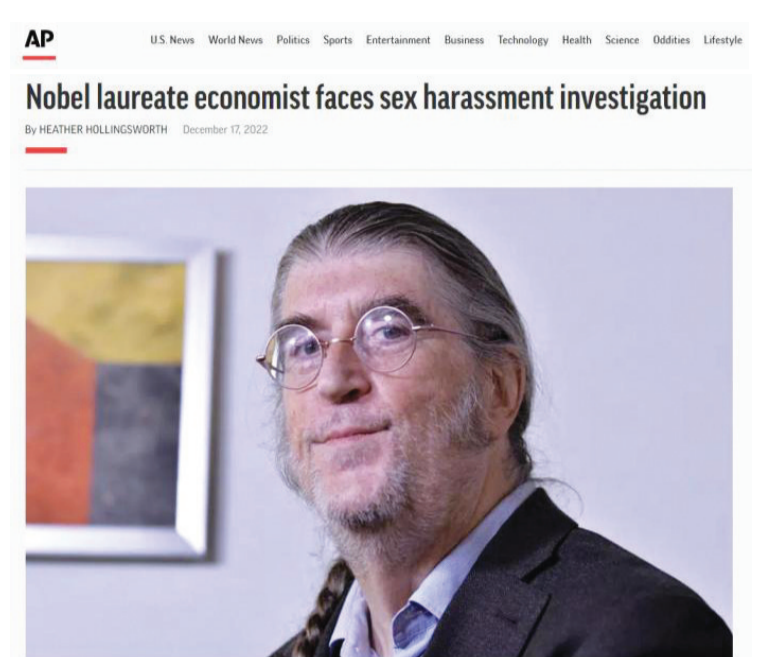 AP
U.S. News World News Politics Sports Entertainment Business Technology Health Science Oddities Lifestyle
Nobel laureate economist faces sex harassment investigation
By HEATHER HOLLINGSWORTH December 17, 2022